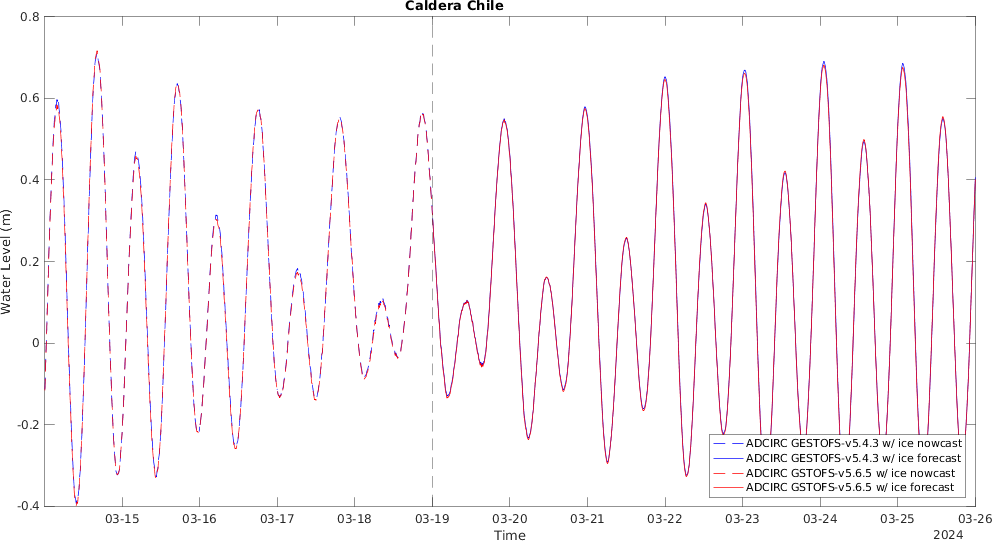 Caldera Chile
0.8
0.6
0.4
0.2
0
-0.2
-0.4
Water Level (m)
03-15 03-16 03-17 03-18 03-19 03-20 03-21 03-22 03-23 03-24 03-25 03-26
Time
2024
ADCIRC GESTOFS-v5.4.3 w/ ice nowcast
ADCIRC GESTOFS-v5.4.3 w/ ice forecast
ADCIRC GSTOFS-v5.6.5 w/ ice nowcast
ADCIRC GSTOFS-v5.6.5 w/ ice forecast